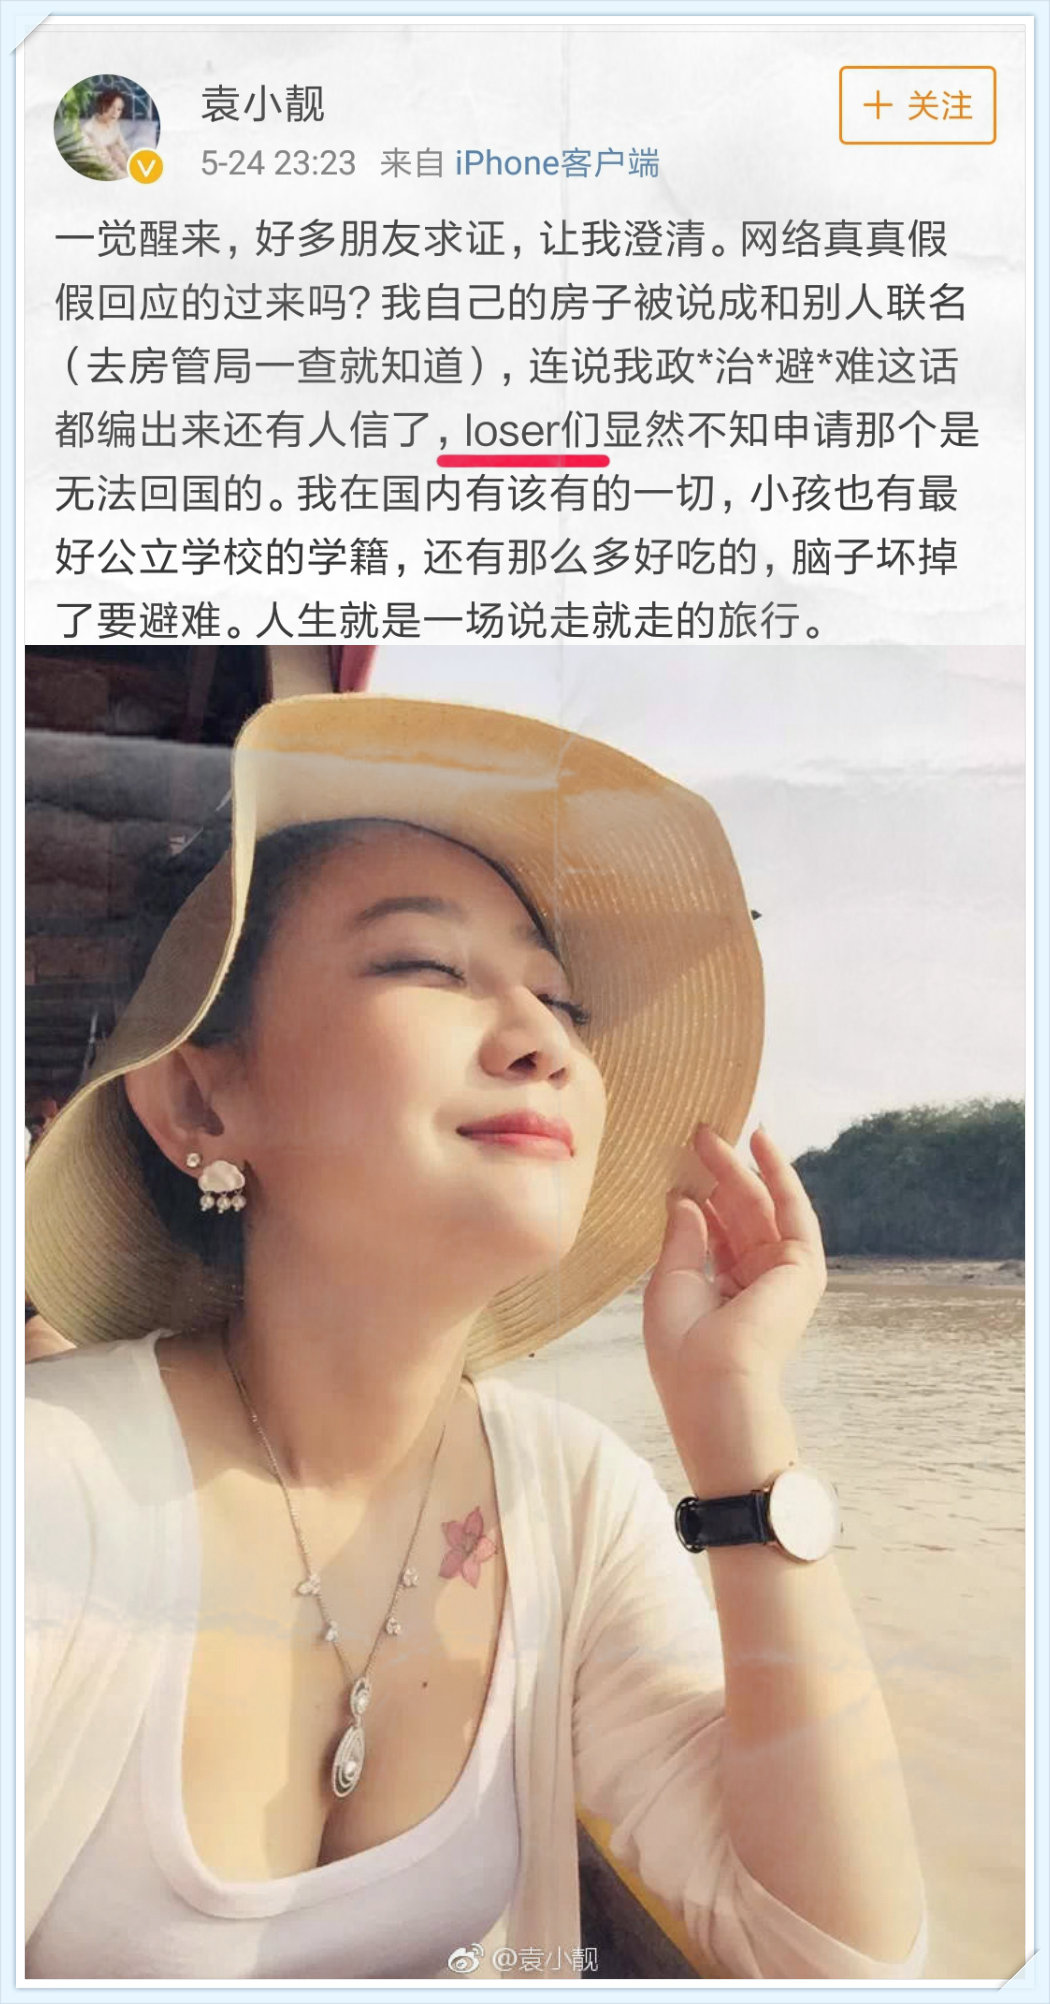 袁小靓
+ 关注
5-24 23:23 来自 iPhone客户端
一觉醒来，好多朋友求证，让我澄清。网络真真假
假回应的过来吗？我自己的房子被说成和别人联名
（去房管局一查就知道），连说我政*治*避*难这话
都编出来还有人信了，loser们显然不知申请那个是
无法回国的。我在国内有该有的一切，小孩也有最
好公立学校的学籍，还有那么多好吃的，脑子坏掉
了要避难。人生就是一场说走就走的旅行。
@袁小靓